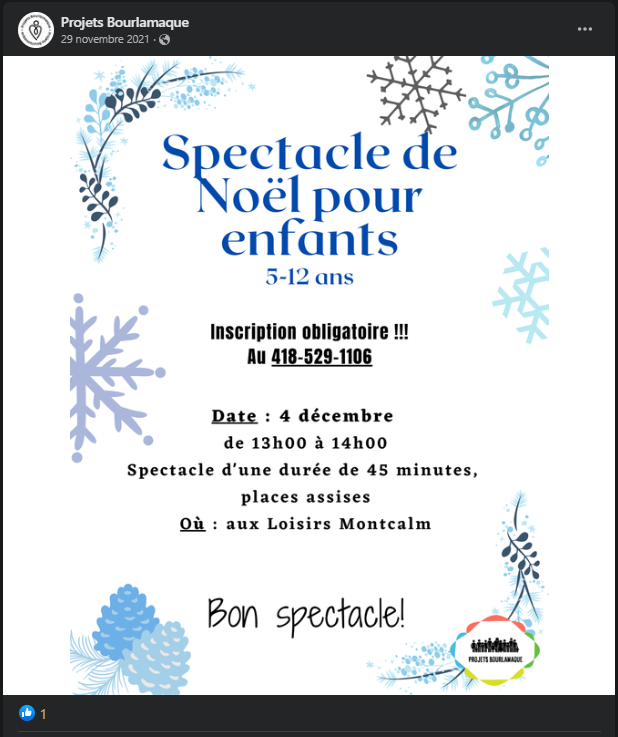 Projets Bourlamaque
29 novembre 2021 ·
Spectacle de
Noël pour
enfants
5-12 ans
Inscription obligatoire !!!
Au 418-529-1106
Date : 4 décembre
de 13h00 à 14h00
Spectacle d'une durée de 45 minutes,
places assises
Où : aux Loisirs Montcalm
Bon spectacle!
PROJETS BOURLAMAQUE
1